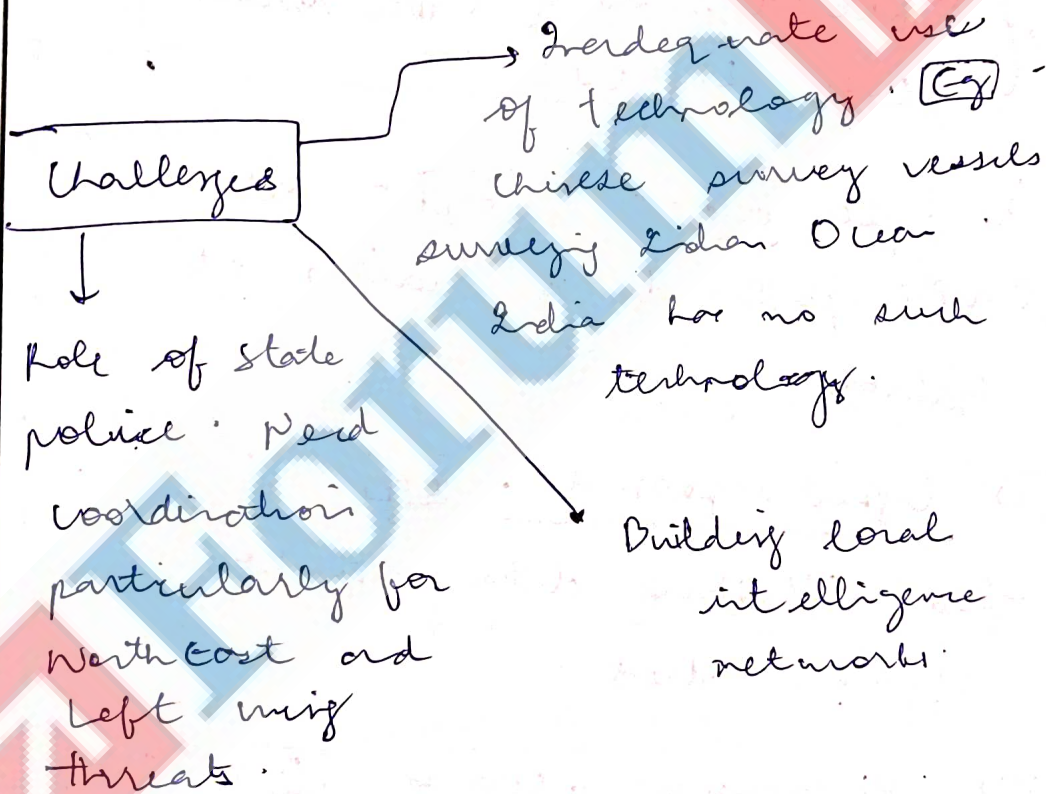 Challenges
Inadequate use
of technology. Eg -
Chinese survey vessels
surveying Indian Ocean.
India has no such
technology.
Role of state
police. Need
coordination
particularly for
North East and
Left wing
threats.
Building local
intelligence
networks.
Forum